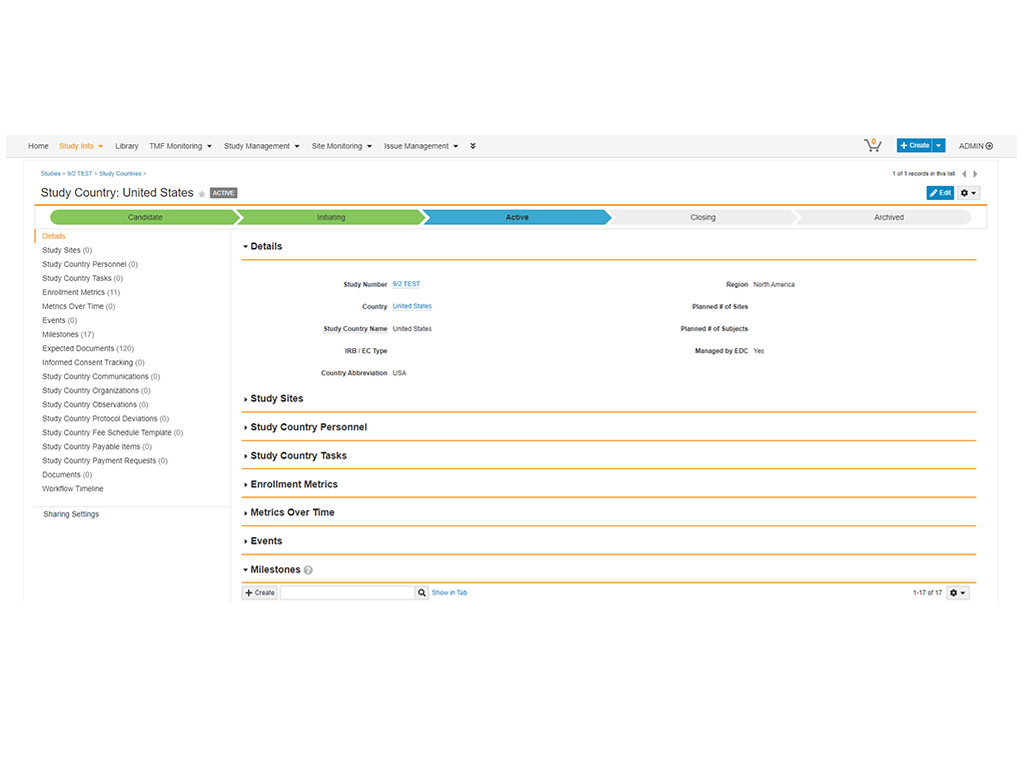 Home Study Info Library TMF Monitoring Study Management Site Monitoring Issue Management 0 + Create ADMIN
Studies > 9/2 TEST > Study Countries > 1 of 1 records in this list
Study Country: United States ACTIVE Edit
Candidate Initiating Active Closing Archived
Details
Study Sites (0)
Study Country Personnel (0)
Study Country Tasks (0)
Enrollment Metrics (11)
Metrics Over Time (0)
Events (0)
Milestones (17)
Expected Documents (120)
Informed Consent Tracking (0)
Study Country Communications (0)
Study Country Organizations (0)
Study Country Observations (0)
Study Country Protocol Deviations (0)
Study Country Fee Schedule Template (0)
Study Country Payable Items (0)
Study Country Payment Requests (0)
Documents (0)
Workflow Timeline
Sharing Settings
Details
Study Number 9/2 TEST Region North America
Country United States Planned # of Sites
Study Country Name United States Planned # of Subjects
IRB / EC Type Managed by EDC Yes
Country Abbreviation USA
Study Sites
Study Country Personnel
Study Country Tasks
Enrollment Metrics
Metrics Over Time
Events
Milestones ?
+ Create Show in Tab 1-17 of 17